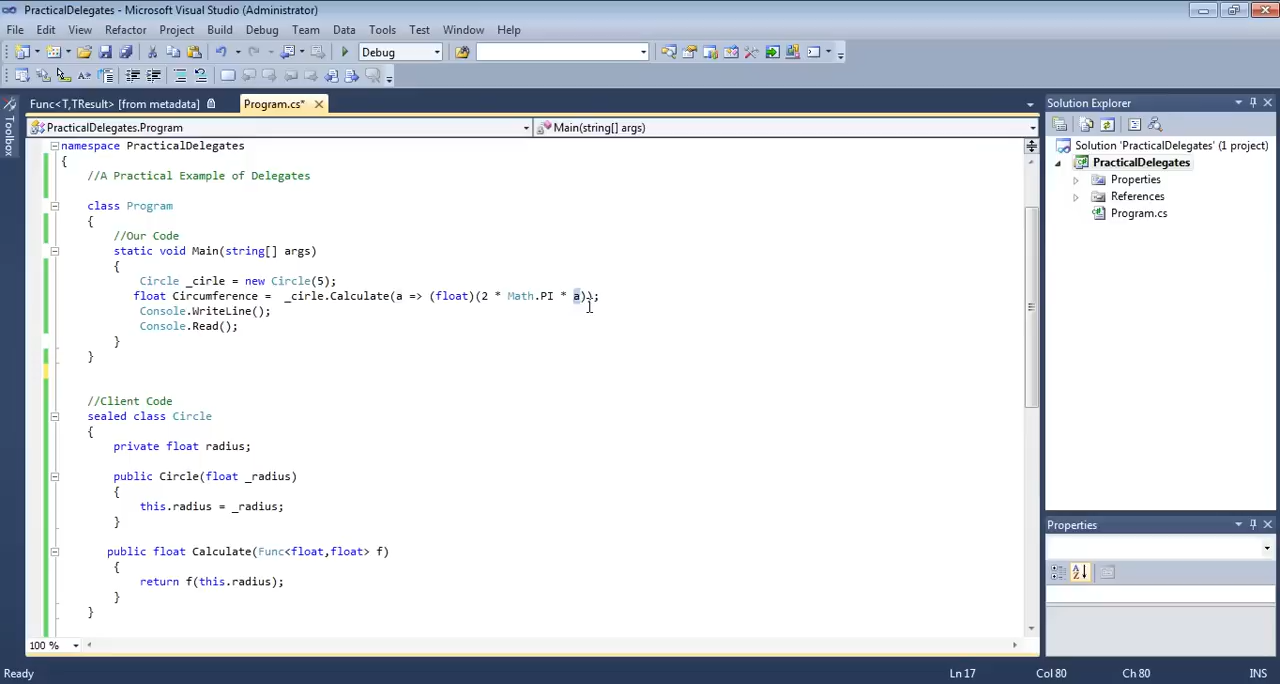 PracticalDelegates - Microsoft Visual Studio (Administrator)
File Edit View Refactor Project Build Debug Team Data Tools Test Window Help
Debug
Func<T,TResult> [from metadata] Program.cs* Solution Explorer
PracticalDelegates.Program Main(string[] args)
Toolbox
namespace PracticalDelegates
{
//A Practical Example of Delegates
class Program
{
//Our Code
static void Main(string[] args)
{
Circle _cirle = new Circle(5);
float Circumference = _cirle.Calculate(a => (float)(2 * Math.PI * a));
Console.WriteLine();
Console.Read();
}
}
//Client Code
sealed class Circle
{
private float radius;
public Circle(float _radius)
{
this.radius = _radius;
}
public float Calculate(Func<float,float> f)
{
return f(this.radius);
}
}
100 %
Solution 'PracticalDelegates' (1 project)
PracticalDelegates
Properties
References
Program.cs
Properties
Ready Ln 17 Col 80 Ch 80 INS